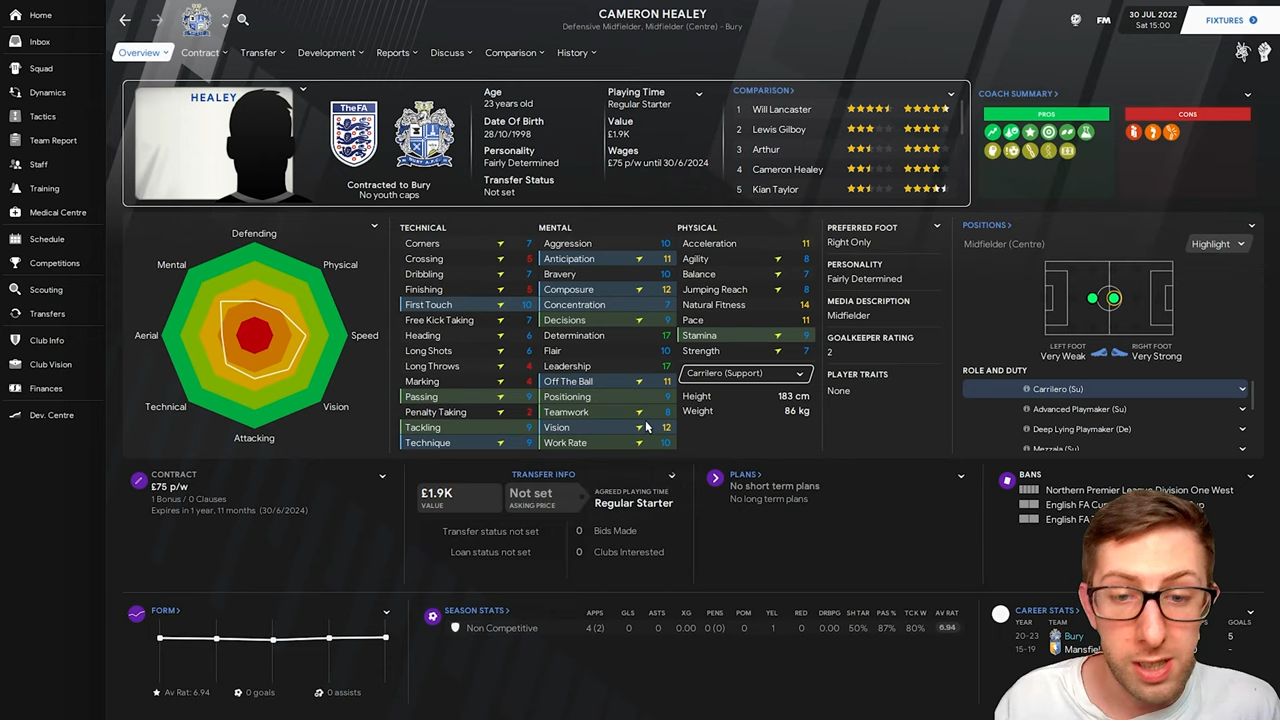 CAMERON HEALEY
Defensive Midfielder, Midfielder (Centre) - Bury
FM
30 JUL 2022
Sat 15:00
FIXTURES
Home
Inbox
Squad
Dynamics
Tactics
Team Report
Staff
Training
Medical Centre
Schedule
Competitions
Scouting
Transfers
Club Info
Club Vision
Finances
Dev. Centre
Overview
Contract
Transfer
Development
Reports
Discuss
Comparison
History
HEALEY
The FA
Contracted to Bury
No youth caps
Age
23 years old
Date Of Birth
28/10/1998
Personality
Fairly Determined
Transfer Status
Not set
Playing Time
Regular Starter
Value
£1.9K
Wages
£75 p/w until 30/6/2024
COMPARISON
1 Will Lancaster
2 Lewis Gilboy
3 Arthur
4 Cameron Healey
5 Kian Taylor
COACH SUMMARY
PROS
CONS
Defending
Physical
Speed
Vision
Attacking
Technical
Aerial
Mental
TECHNICAL
Corners 7
Crossing 6
Dribbling 7
Finishing 5
First Touch 10
Free Kick Taking 7
Heading 6
Long Shots 6
Long Throws 4
Marking 4
Passing 9
Penalty Taking 2
Tackling 9
Technique 9
MENTAL
Aggression 10
Anticipation 11
Bravery 10
Composure 12
Concentration 7
Decisions 9
Determination 17
Flair 10
Leadership 17
Off The Ball 11
Positioning 9
Teamwork 8
Vision 12
Work Rate 10
PHYSICAL
Acceleration 11
Agility 8
Balance 7
Jumping Reach 8
Natural Fitness 14
Pace 11
Stamina 9
Strength 7
Carrilero (Support)
Height 183 cm
Weight 86 kg
PREFERRED FOOT
Right Only
PERSONALITY
Fairly Determined
MEDIA DESCRIPTION
Midfielder
GOALKEEPER RATING
2
PLAYER TRAITS
None
POSITIONS
Midfielder (Centre)
Highlight
LEFT FOOT
Very Weak
RIGHT FOOT
Very Strong
ROLE AND DUTY
Carrilero (Su)
Advanced Playmaker (Su)
Deep Lying Playmaker (De)
Mezzala (Su)
CONTRACT
£75 p/w
1 Bonus / 0 Clauses
Expires in 1 year, 11 months (30/6/2024)
TRANSFER INFO
£1.9K
VALUE
Not set
ASKING PRICE
AGREED PLAYING TIME
Regular Starter
Transfer status not set
0 Bids Made
Loan status not set
0 Clubs Interested
PLANS
No short term plans
No long term plans
BANS
Northern Premier League Division One West
English FA Cu
English FA
FORM
Av Rat: 6.94
0 goals
0 assists
SEASON STATS
APPS GLS ASTS XG PENS POM YEL RED DRBPG SH TAR PAS % TCK W AV RAT
Non Competitive 4 (2) 0 0 0.00 0 (0) 0 1 0 0.00 50% 87% 80% 6.94
CAREER STATS
YEAR TEAM GOALS
20-23 Bury 5
15-19 Mansfiel -